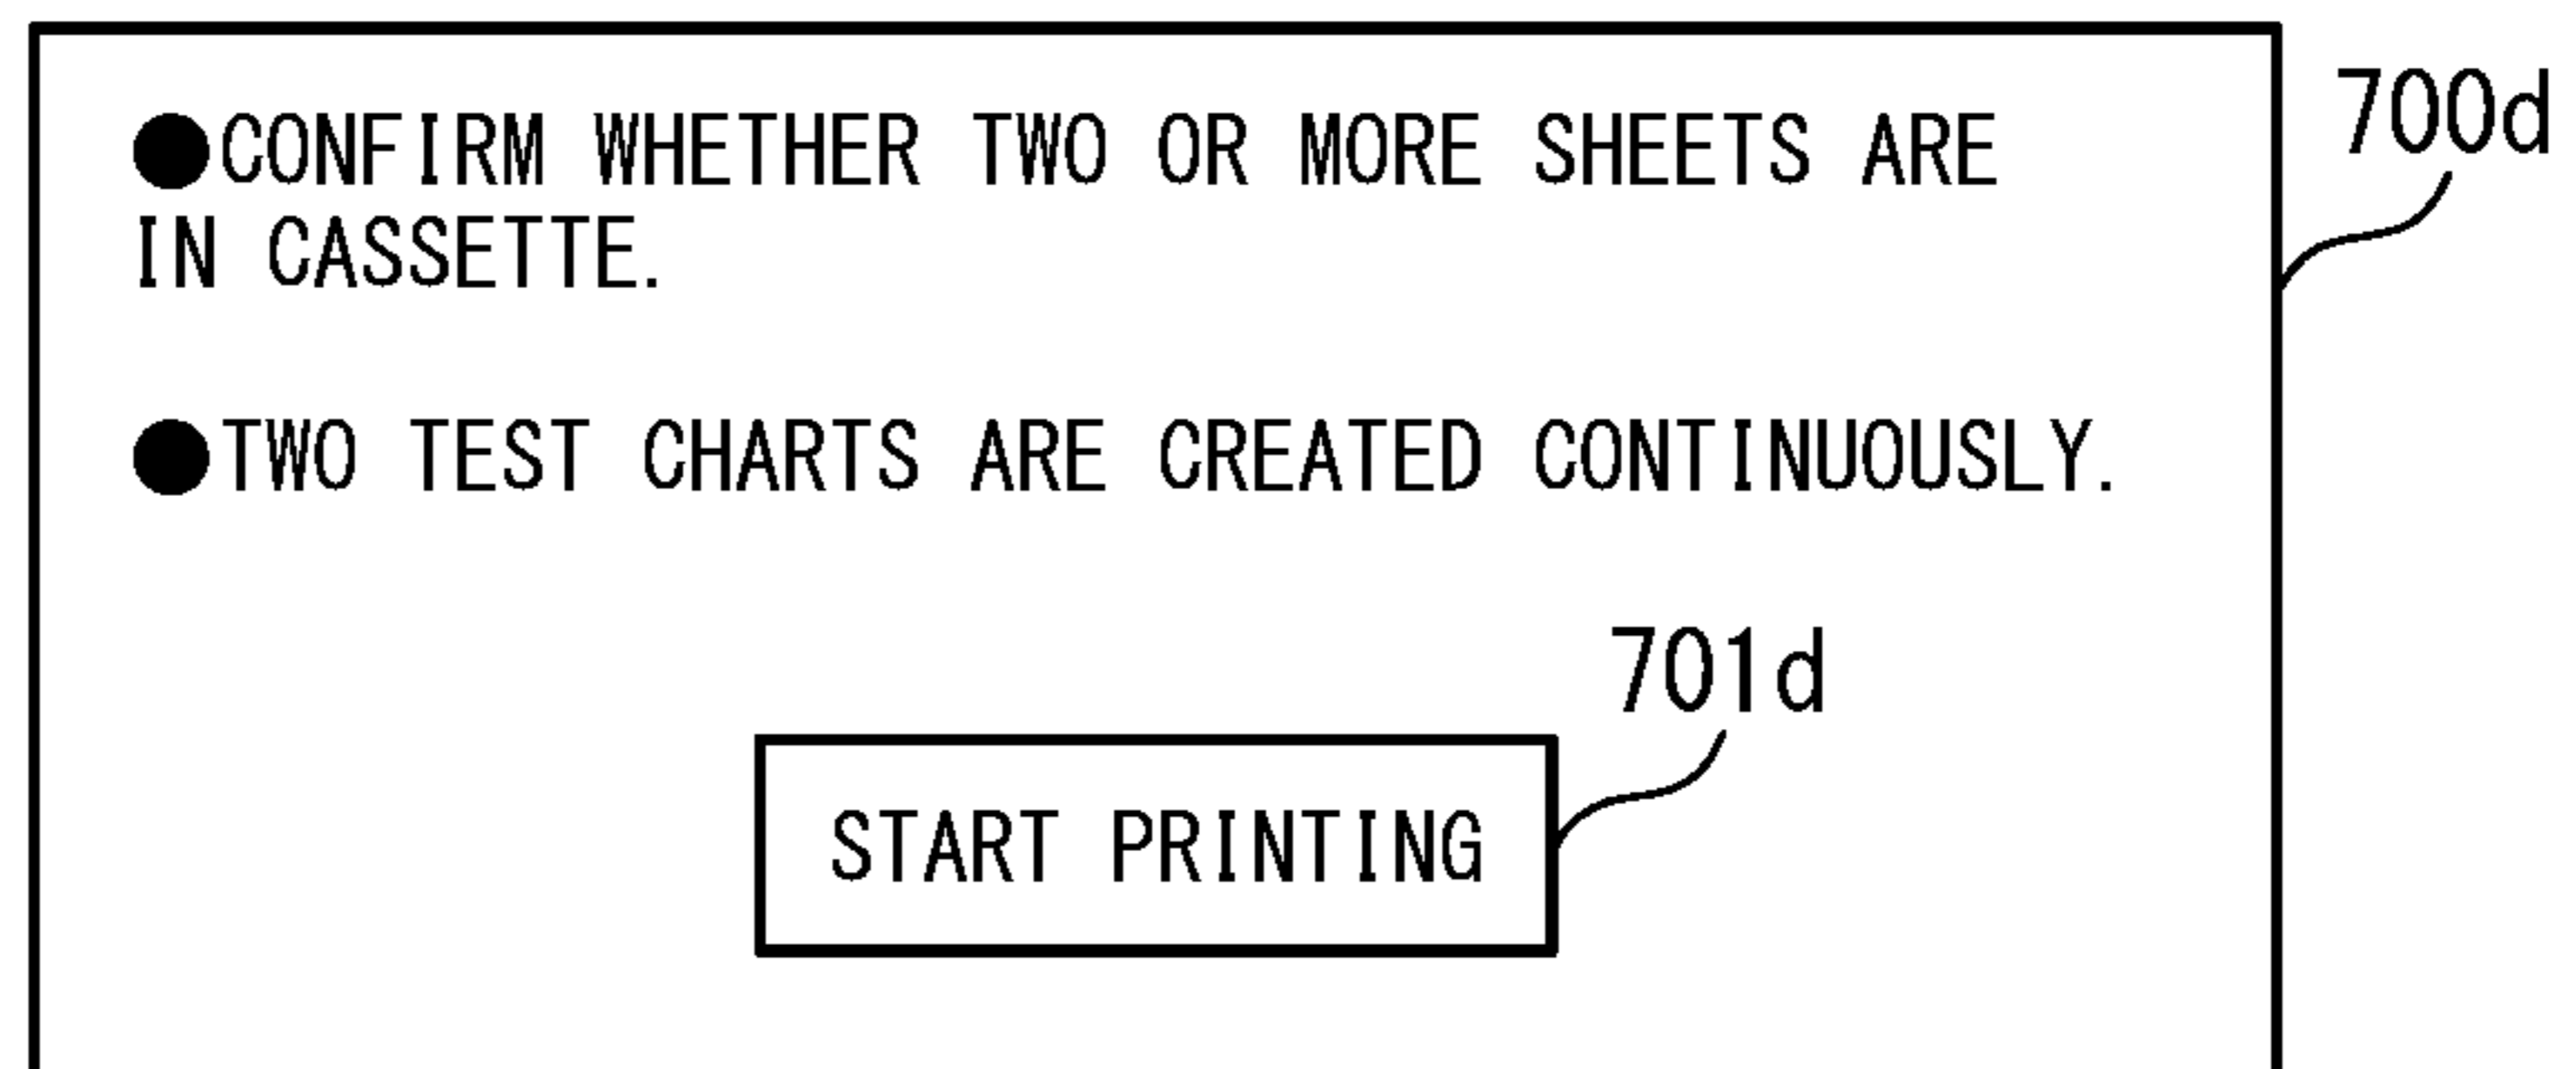 ●CONFIRM WHETHER TWO OR MORE SHEETS ARE
IN CASSETTE.
●TWO TEST CHARTS ARE CREATED CONTINUOUSLY.
START PRINTING
700d
701d